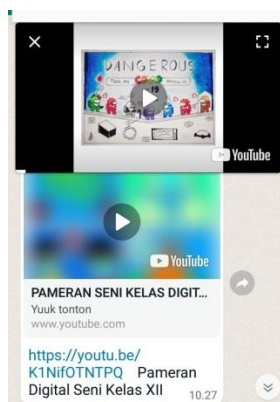 DANGEROUS
19
YouTube
YouTube
PAMERAN SENI KELAS DIGIT...
Yuuk tonton
www.youtube.com
https://youtu.be/
K1NifOTNTPQ Pameran
Digital Seni Kelas XII
10.27